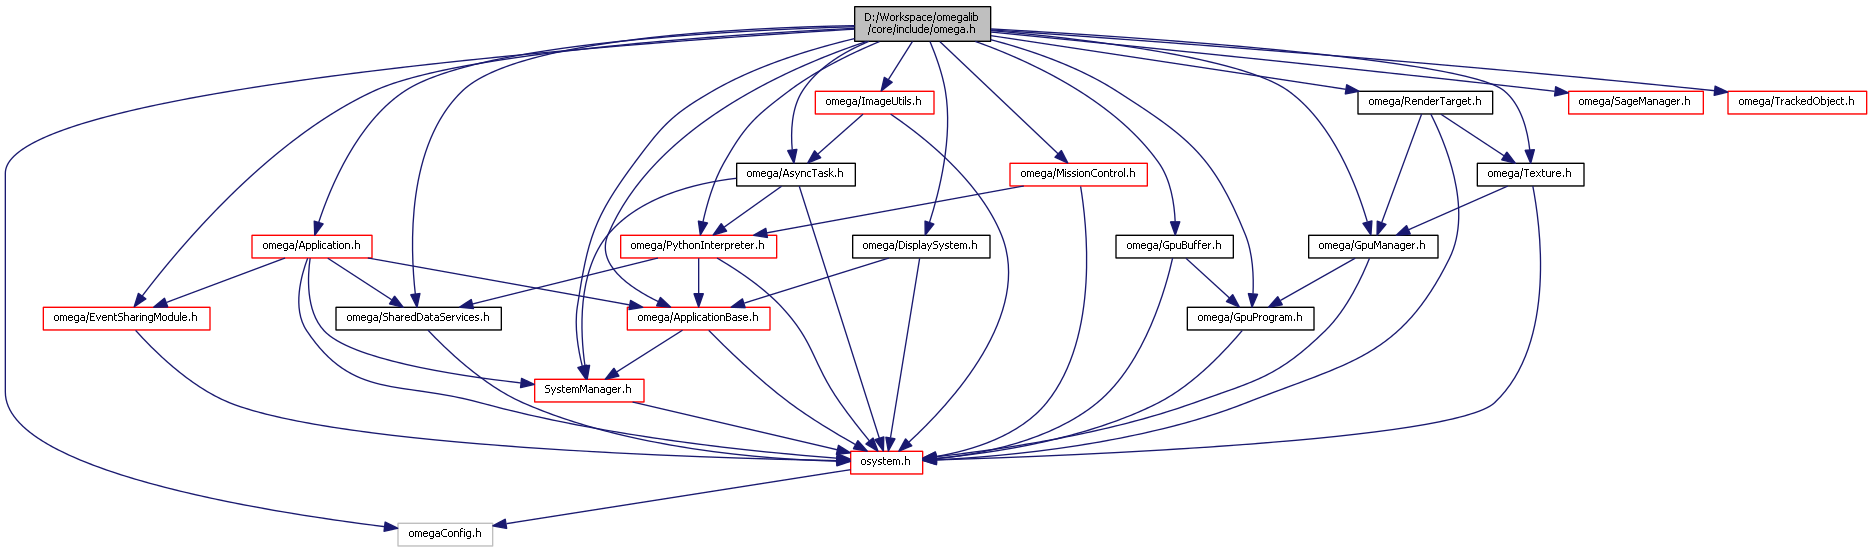 D:/Workspace/omegalib
/core/include/omega.h
omega/ImageUtils.h
omega/RenderTarget.h
omega/SageManager.h
omega/TrackedObject.h
omega/AsyncTask.h
omega/MissionControl.h
omega/Texture.h
omega/Application.h
omega/PythonInterpreter.h
omega/DisplaySystem.h
omega/GpuBuffer.h
omega/GpuManager.h
omega/EventSharingModule.h
omega/SharedDataServices.h
omega/ApplicationBase.h
omega/GpuProgram.h
SystemManager.h
osystem.h
omegaConfig.h